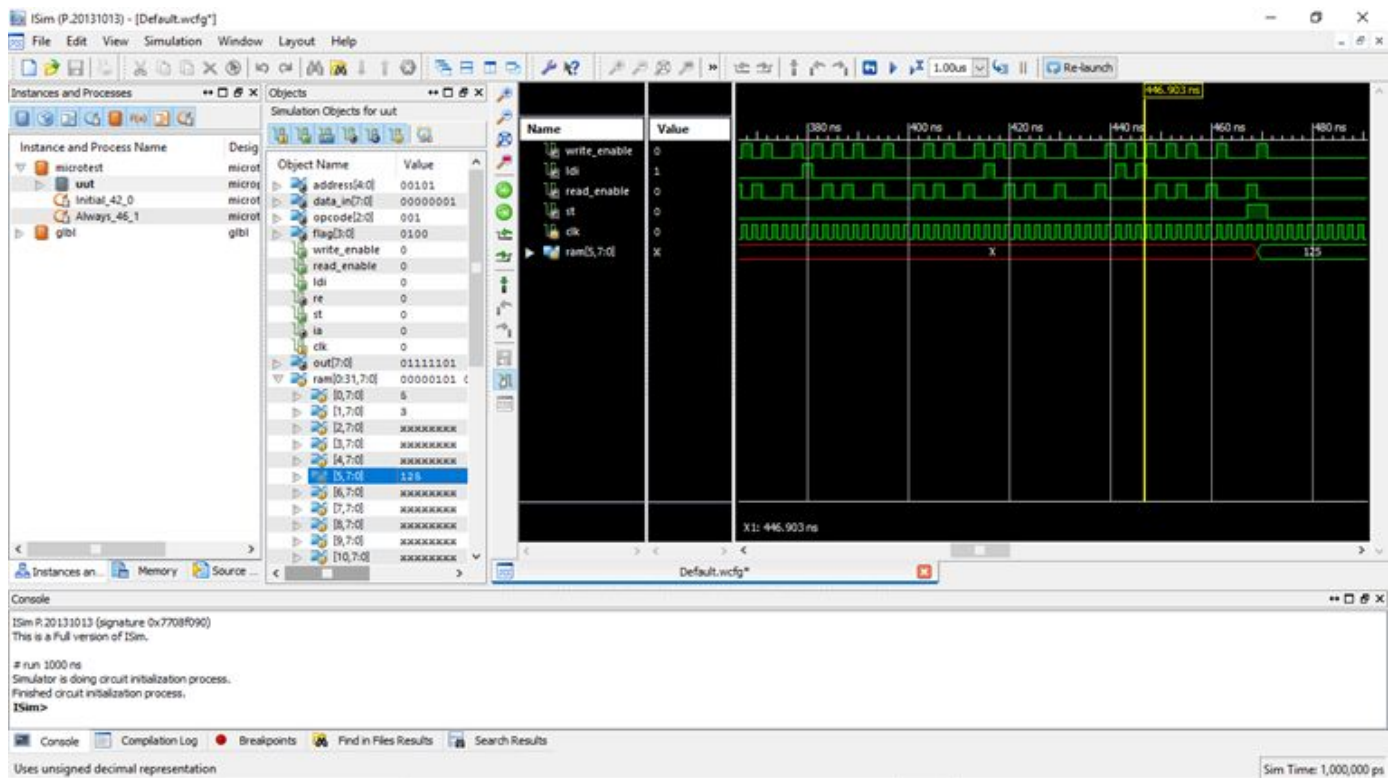 ISim (P.20131013) - [Default.wcfg*]
File Edit View Simulation Window Layout Help
1.00us Re-launch
Instances and Processes
Instance and Process Name Desig
microtest microt
uut microp
Initial_42_0 microt
Always_46_1 microt
glbl glbl
Instances an... Memory Source ...
Objects
Simulation Objects for uut
Object Name Value
address[4:0] 00101
data_in[7:0] 00000001
opcode[2:0] 001
flag[3:0] 0100
write_enable 0
read_enable 0
ldi 0
re 0
st 0
ia 0
clk 0
out[7:0] 01111101
ram[0:31,7:0] 00000101 0
[0,7:0] 5
[1,7:0] 3
[2,7:0] xxxxxxxx
[3,7:0] xxxxxxxx
[4,7:0] xxxxxxxx
[5,7:0] 125
[6,7:0] xxxxxxxx
[7,7:0] xxxxxxxx
[8,7:0] xxxxxxxx
[9,7:0] xxxxxxxx
[10,7:0] xxxxxxxx
Name Value
write_enable 0
ldi 1
read_enable 0
st 0
clk 0
ram[5,7:0] X
446.903 ns
380 ns 400 ns 420 ns 440 ns 460 ns 480 ns
X 125
X1: 446.903 ns
Default.wcfg*
Console
ISim P.20131013 (signature 0x7708f090)
This is a Full version of ISim.
# run 1000 ns
Simulator is doing circuit initialization process.
Finished circuit initialization process.
ISim>
Console Compilation Log Breakpoints Find in Files Results Search Results
Uses unsigned decimal representation
Sim Time: 1,000,000 ps